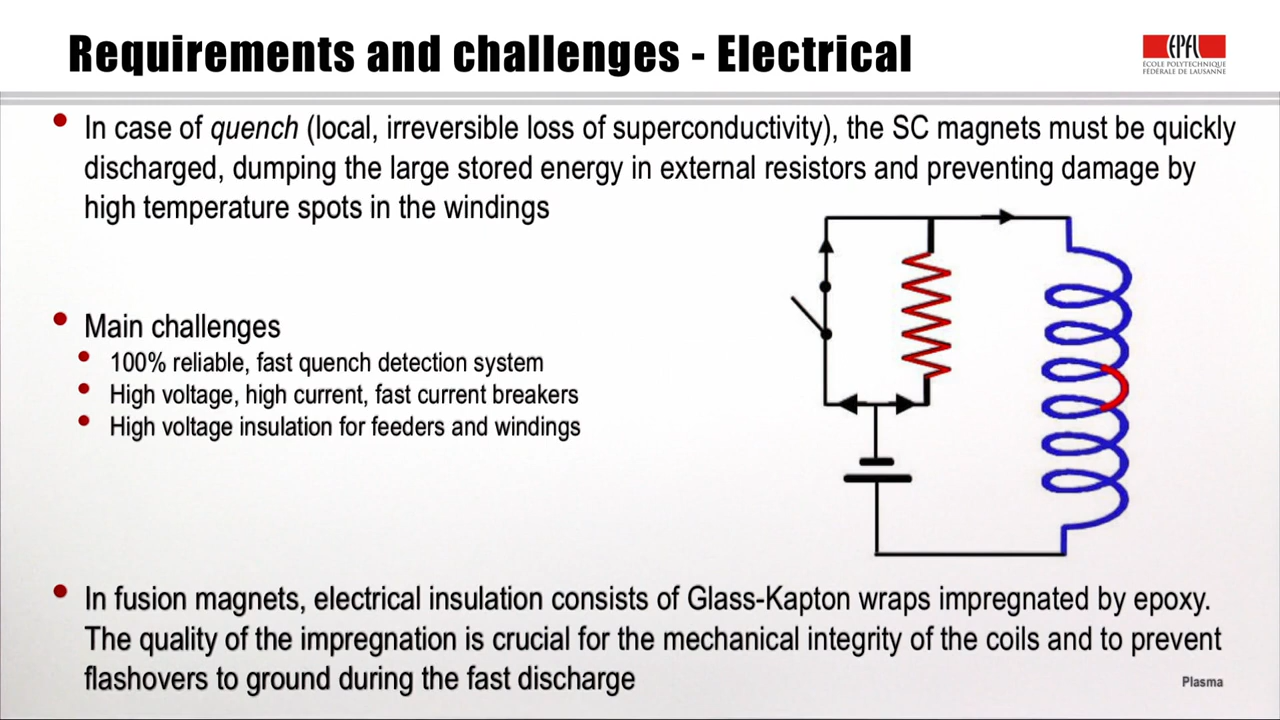 Requirements and challenges - Electrical
EPFL
ÉCOLE POLYTECHNIQUE
FÉDÉRALE DE LAUSANNE
• In case of quench (local, irreversible loss of superconductivity), the SC magnets must be quickly
discharged, dumping the large stored energy in external resistors and preventing damage by
high temperature spots in the windings
• Main challenges
• 100% reliable, fast quench detection system
• High voltage, high current, fast current breakers
• High voltage insulation for feeders and windings
• In fusion magnets, electrical insulation consists of Glass-Kapton wraps impregnated by epoxy.
The quality of the impregnation is crucial for the mechanical integrity of the coils and to prevent
flashovers to ground during the fast discharge
Plasma